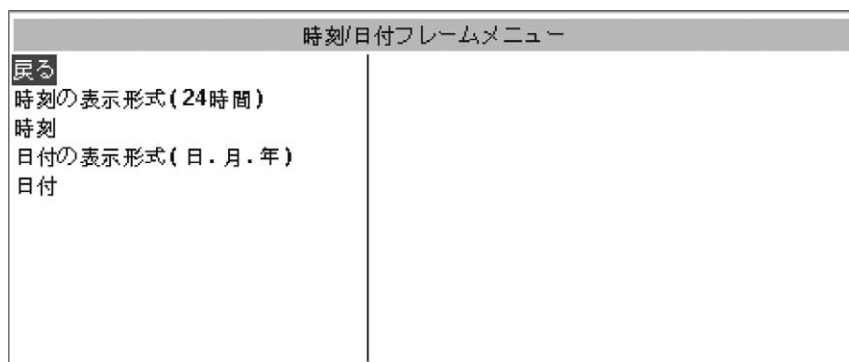 時刻/日付フレームメニュー
戻る
時刻の表示形式(24時間)
時刻
日付の表示形式(日.月.年)
日付